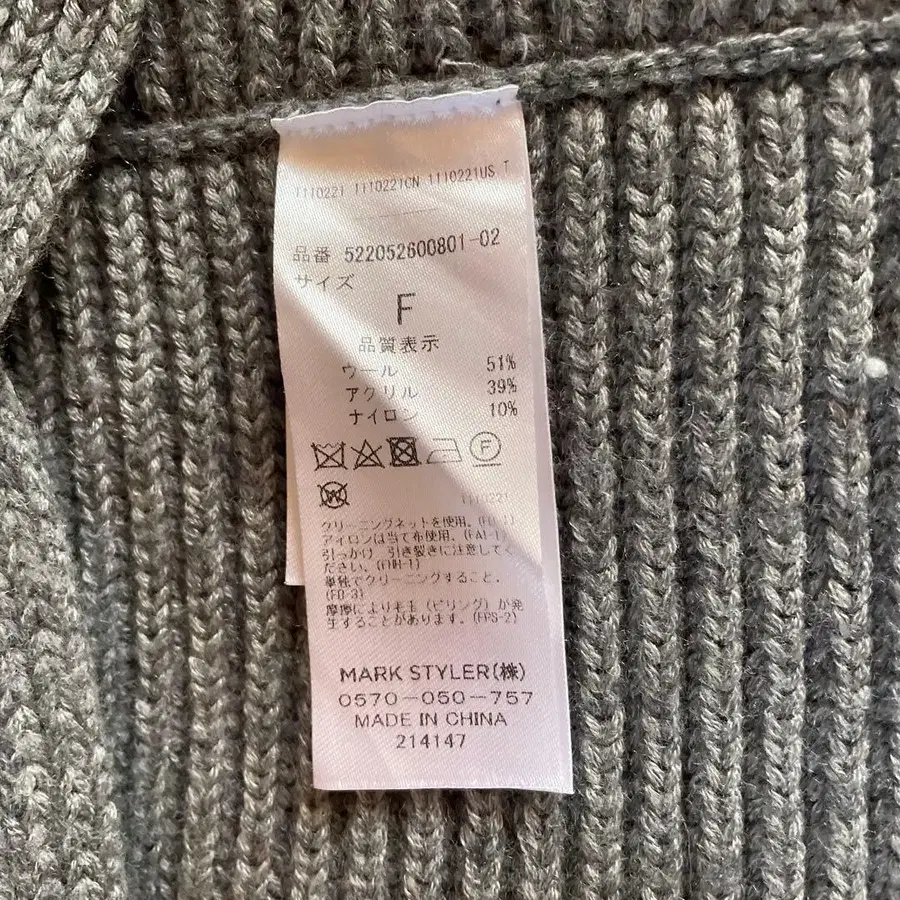 1110221 1110221CN 1110221US T
品番 522052600801-02
サイズ
F
品質表示
ウール 51%
アクリル 39%
ナイロン 10%
F
W
1110221
クリーニングネットを使用。
アイロンは当て布使用。(FAI-1)
引っかけ 引き裂きに注意してく
ださい。(FHH-1)
単独でクリーニングすること。
(FD-3)
摩擦により毛玉(ピリング)が発
生することがあります。(FPS-2)
MARK STYLER(株)
0570-050-757
MADE IN CHINA
214147